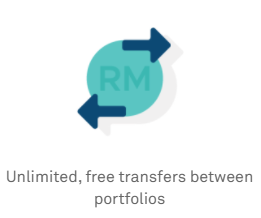 RM
Unlimited, free transfers between
portfolios